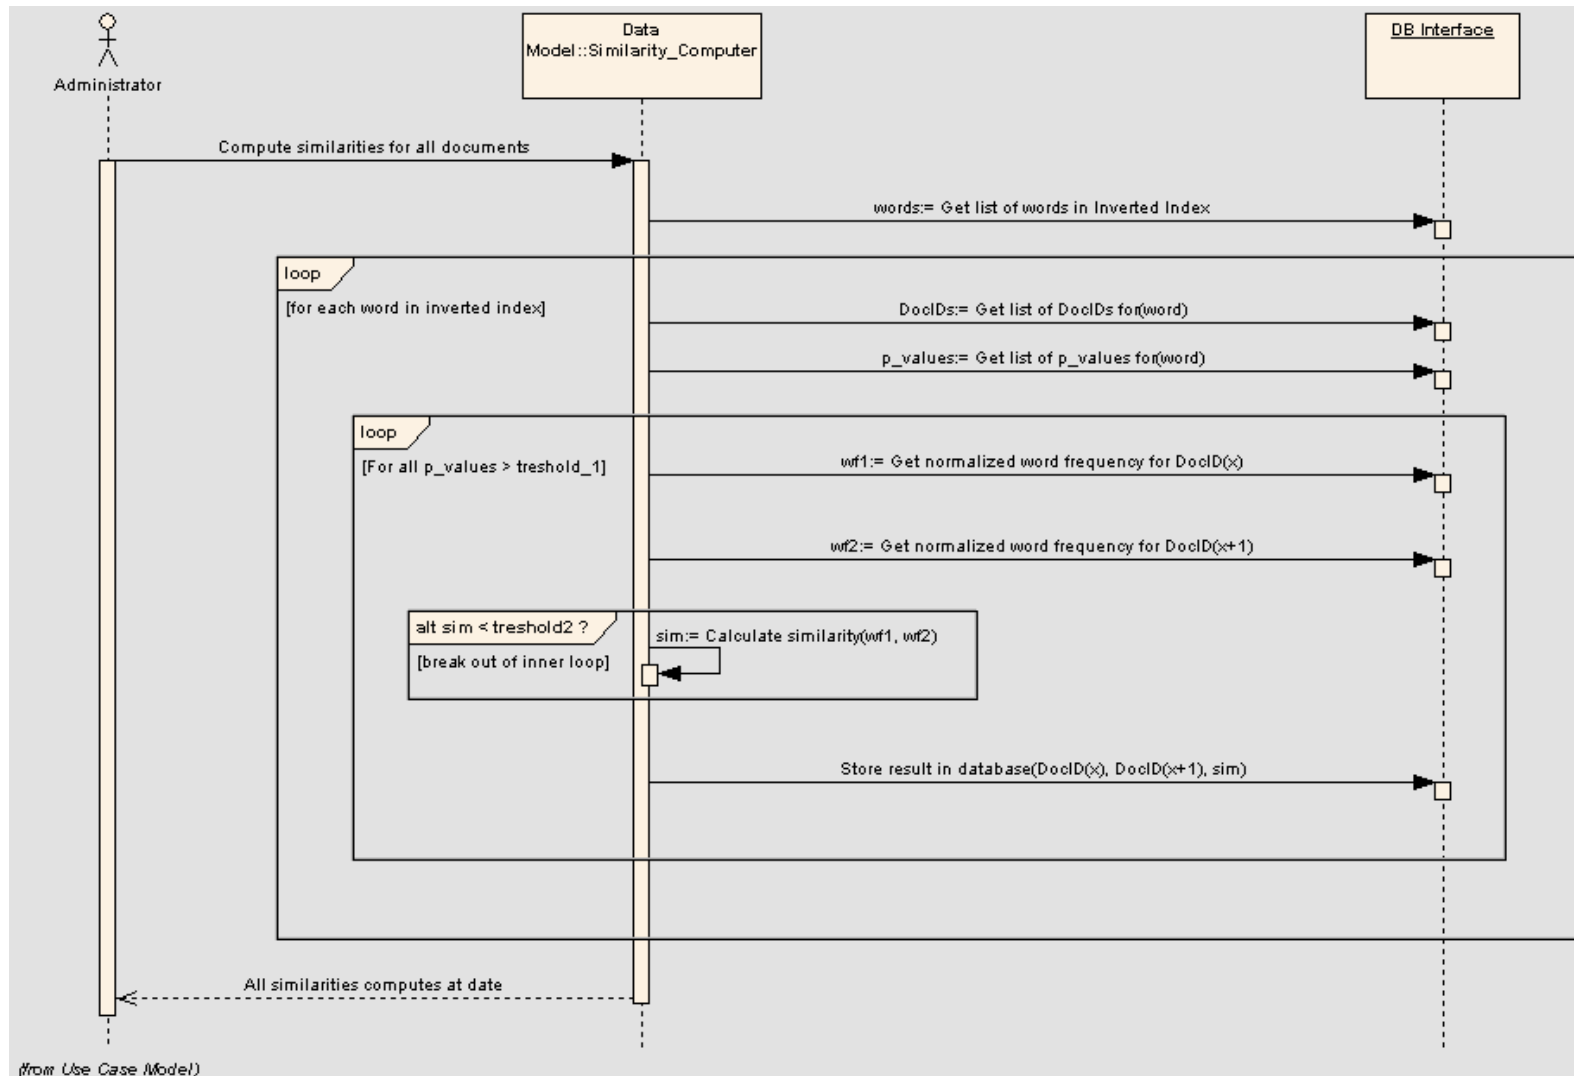 Administrator
Data
Model::Similarity_Computer
DB Interface
Compute similarities for all documents
words:= Get list of words in Inverted Index
loop
[for each word in inverted index]
DocIDs:= Get list of DocIDs for(word)
p_values:= Get list of p_values for(word)
loop
[For all p_values > treshold_1]
wf1:= Get normalized word frequency for DocID(x)
wf2:= Get normalized word frequency for DocID(x+1)
alt sim < treshold2 ?
sim:= Calculate similarity(wf1, wf2)
[break out of inner loop]
Store result in database(DocID(x), DocID(x+1), sim)
All similarities computes at date
(from Use Case Model)